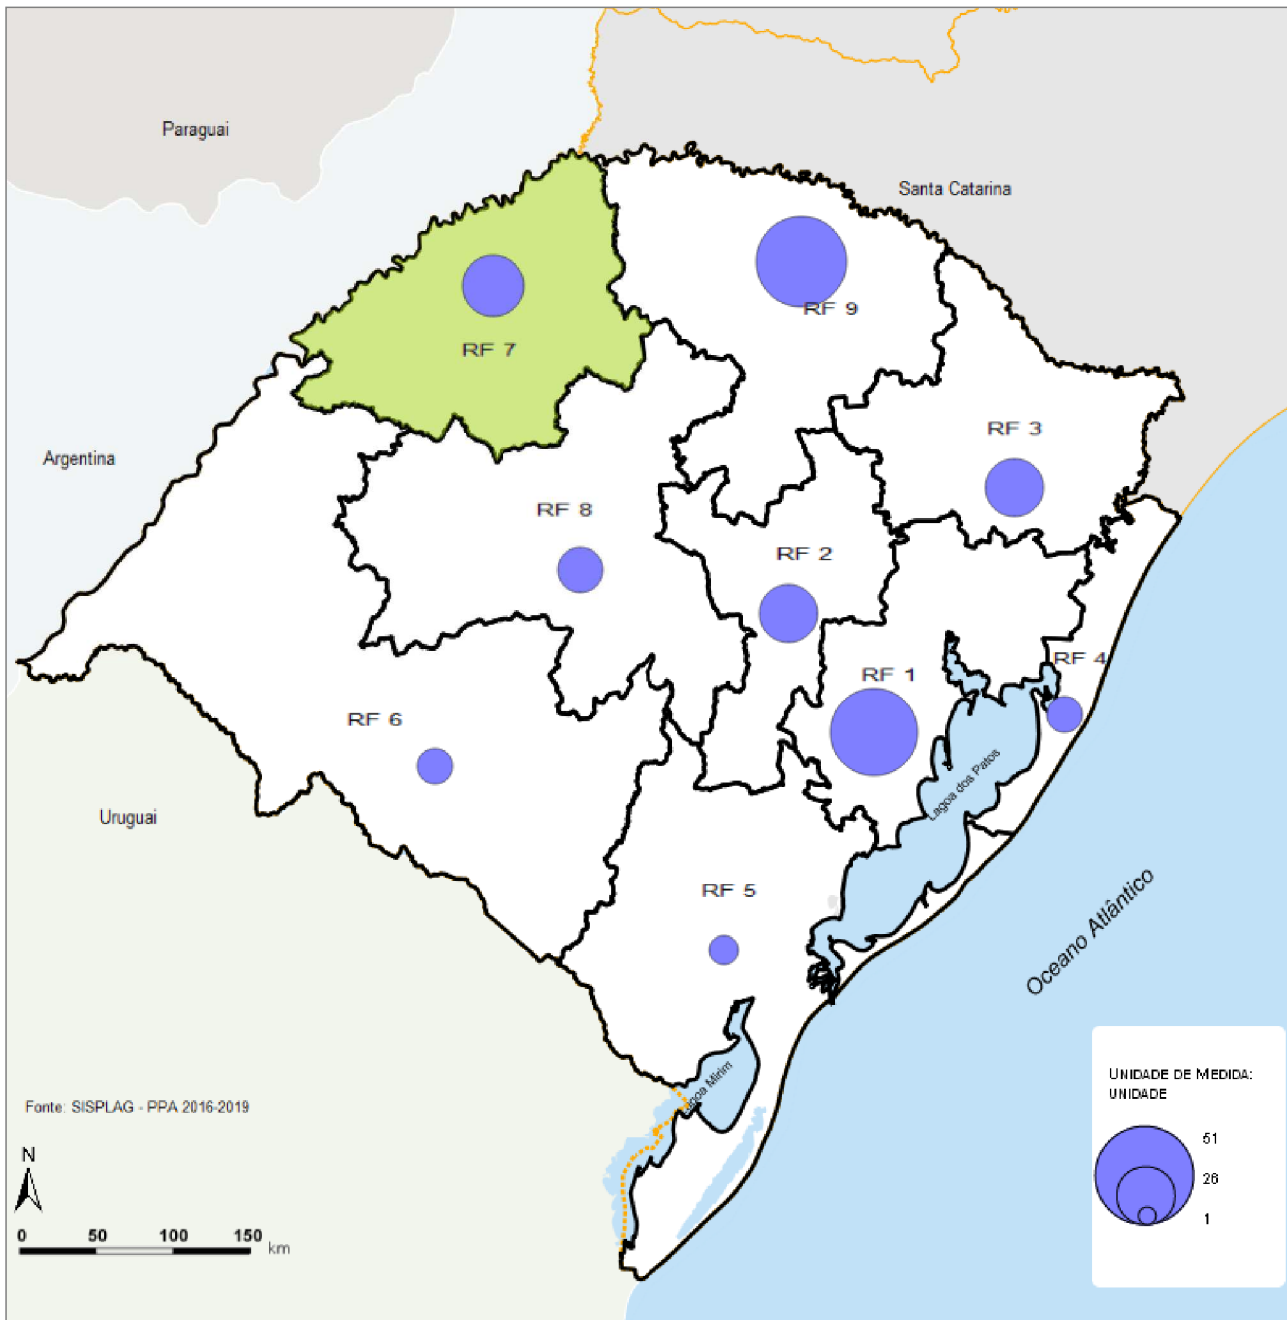 Paraguai
Santa Catarina
RF 9
RF 7
RF 3
Argentina
RF 8
RF 2
RF 4
RF 1
RF 6
Lagoa dos Patos
Uruguai
RF 5
Oceano Atlântico
Lagoa Mirim
UNIDADE DE MEDIDA:
UNIDADE
51
26
1
Fonte: SISPLAG - PPA 2016-2019
N
0 50 100 150 km